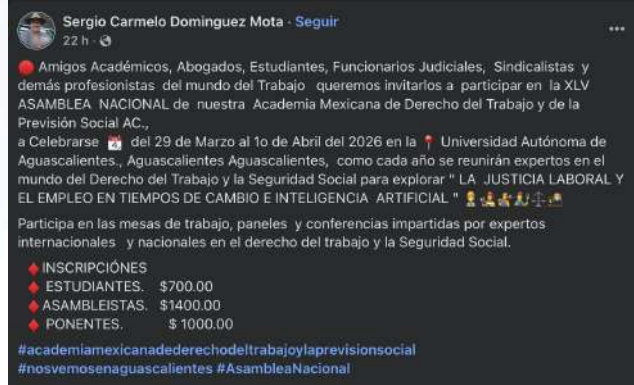 Sergio Carmelo Dominguez Mota · Seguir
22 h ·
Amigos Académicos, Abogados, Estudiantes, Funcionarios Judiciales, Sindicalistas y
demás profesionistas del mundo del Trabajo queremos invitarlos a participar en la XLV
ASAMBLEA NACIONAL de nuestra Academia Mexicana de Derecho del Trabajo y de la
Previsión Social AC.,
a Celebrarse 📅 del 29 de Marzo al 1o de Abril del 2026 en la 📍 Universidad Autónoma de
Aguascalientes., Aguascalientes Aguascalientes, como cada año se reunirán expertos en el
mundo del Derecho del Trabajo y la Seguridad Social para explorar " LA JUSTICIA LABORAL Y
EL EMPLEO EN TIEMPOS DE CAMBIO E INTELIGENCIA ARTIFICIAL "
Participa en las mesas de trabajo, paneles y conferencias impartidas por expertos
internacionales y nacionales en el derecho del trabajo y la Seguridad Social.
♦️INSCRIPCIÓNES
♦️ ESTUDIANTES. $700.00
♦️ASAMBLEISTAS. $1400.00
♦️ PONENTES. $ 1000.00
#academiamexicanadederechodeltrabajoylaprevisionsocial
#nosvemosenaguascalientes #AsambleaNacional